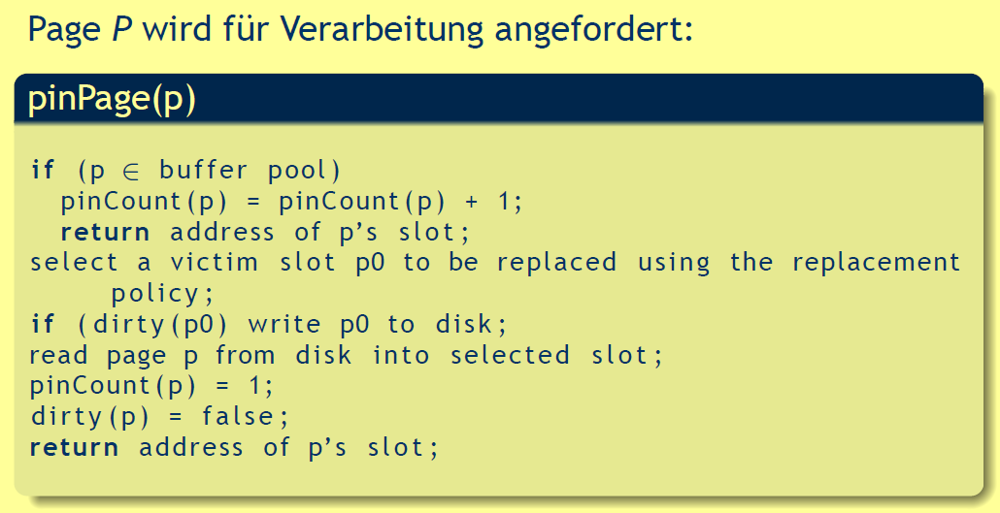 Page P wird für Verarbeitung angefordert:
pinPage(p)
if (p ∈ buffer pool)
pinCount(p) = pinCount(p) + 1;
return address of p's slot;
select a victim slot p0 to be replaced using the replacement
policy;
if (dirty(p0) write p0 to disk;
read page p from disk into selected slot;
pinCount(p) = 1;
dirty(p) = false;
return address of p's slot;